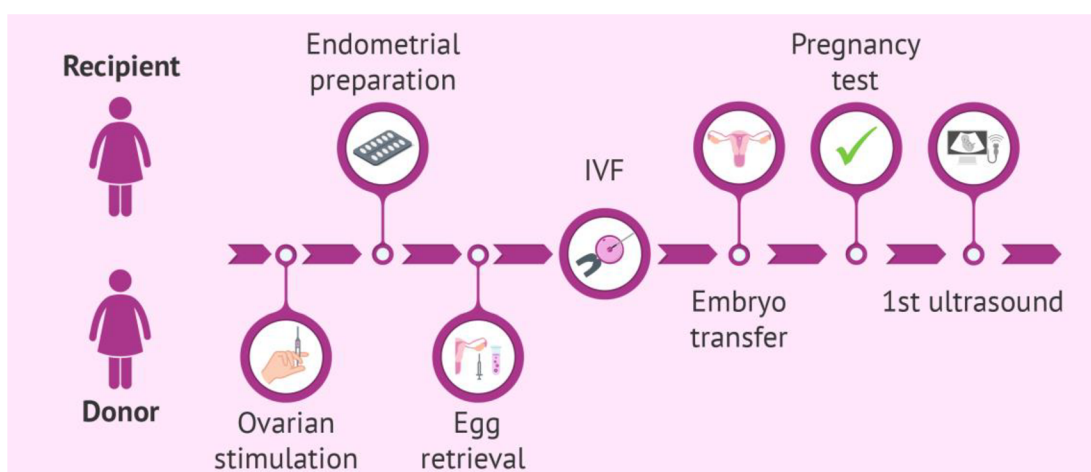 Recipient
Endometrial
preparation
Pregnancy
test
IVF
Embryo
transfer
1st ultrasound
Donor
Ovarian
stimulation
Egg
retrieval